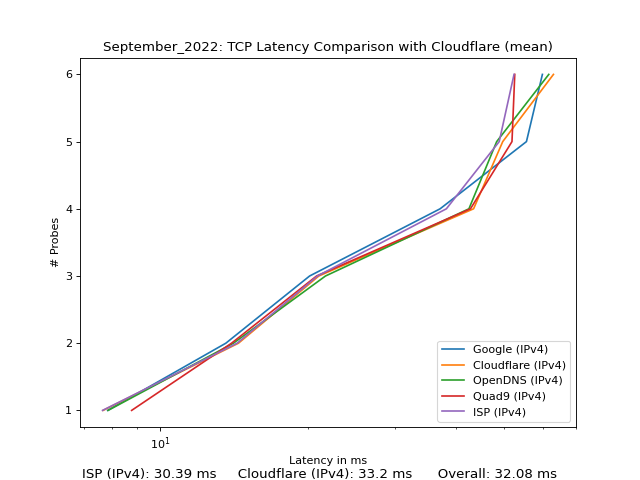 September_2022: TCP Latency Comparison with Cloudflare (mean)
6
5
4
3
2
1
# Probes
Google (IPv4)
Cloudflare (IPv4)
OpenDNS (IPv4)
Quad9 (IPv4)
ISP (IPv4)
10¹
Latency in ms
ISP (IPv4): 30.39 ms Cloudflare (IPv4): 33.2 ms Overall: 32.08 ms